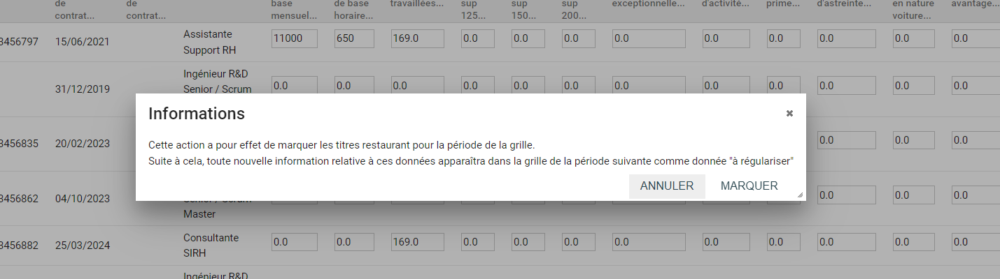 de contrat... de contrat... base mensuel... de base horaire... travaillées... sup 125... sup 150... sup 200... exceptionnelle... d'activité... prime... d'astreinte... en nature voiture... avantage...
3456797 15/06/2021 Assistante Support RH 11000 650 169.0 0.0 0.0 0.0 0.0 0.0 0.0 0.0 0.0 0.0
31/12/2019 Ingénieur R&D Senior / Scrum 0.0 0.0 0.0 0.0 0.0 0.0 0.0 0.0 0.0 0.0 0.0 0.0
Informations
Cette action a pour effet de marquer les titres restaurant pour la période de la grille.
Suite à cela, toute nouvelle information relative à ces données apparaîtra dans la grille de la période suivante comme donnée "à régulariser"
ANNULER MARQUER
3456835 20/02/2023 0.0 0.0 0.0
3456862 04/10/2023 Senior / Scrum Master 0.0 0.0 0.0
3456882 25/03/2024 Consultante SIRH 0.0 0.0 169.0 0.0 0.0 0.0 0.0 0.0 0.0 0.0 0.0 0.0
Ingénieur R&D